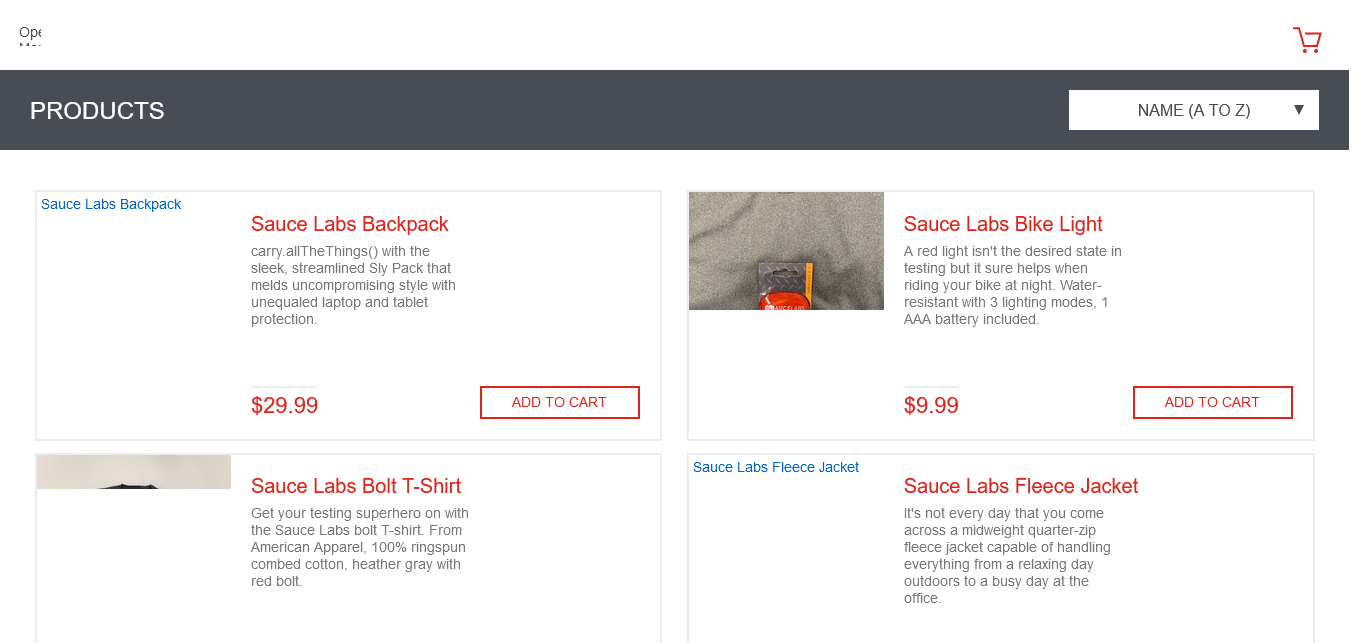 Ope
PRODUCTS
NAME (A TO Z)
Sauce Labs Backpack
Sauce Labs Backpack
carry.allTheThings() with the
sleek, streamlined Sly Pack that
melds uncompromising style with
unequaled laptop and tablet
protection.
$29.99
ADD TO CART
Sauce Labs Bike Light
A red light isn't the desired state in
testing but it sure helps when
riding your bike at night. Water-
resistant with 3 lighting modes, 1
AAA battery included.
$9.99
ADD TO CART
Sauce Labs Bolt T-Shirt
Get your testing superhero on with
the Sauce Labs bolt T-shirt. From
American Apparel, 100% ringspun
combed cotton, heather gray with
red bolt.
Sauce Labs Fleece Jacket
Sauce Labs Fleece Jacket
It's not every day that you come
across a midweight quarter-zip
fleece jacket capable of handling
everything from a relaxing day
outdoors to a busy day at the
office.